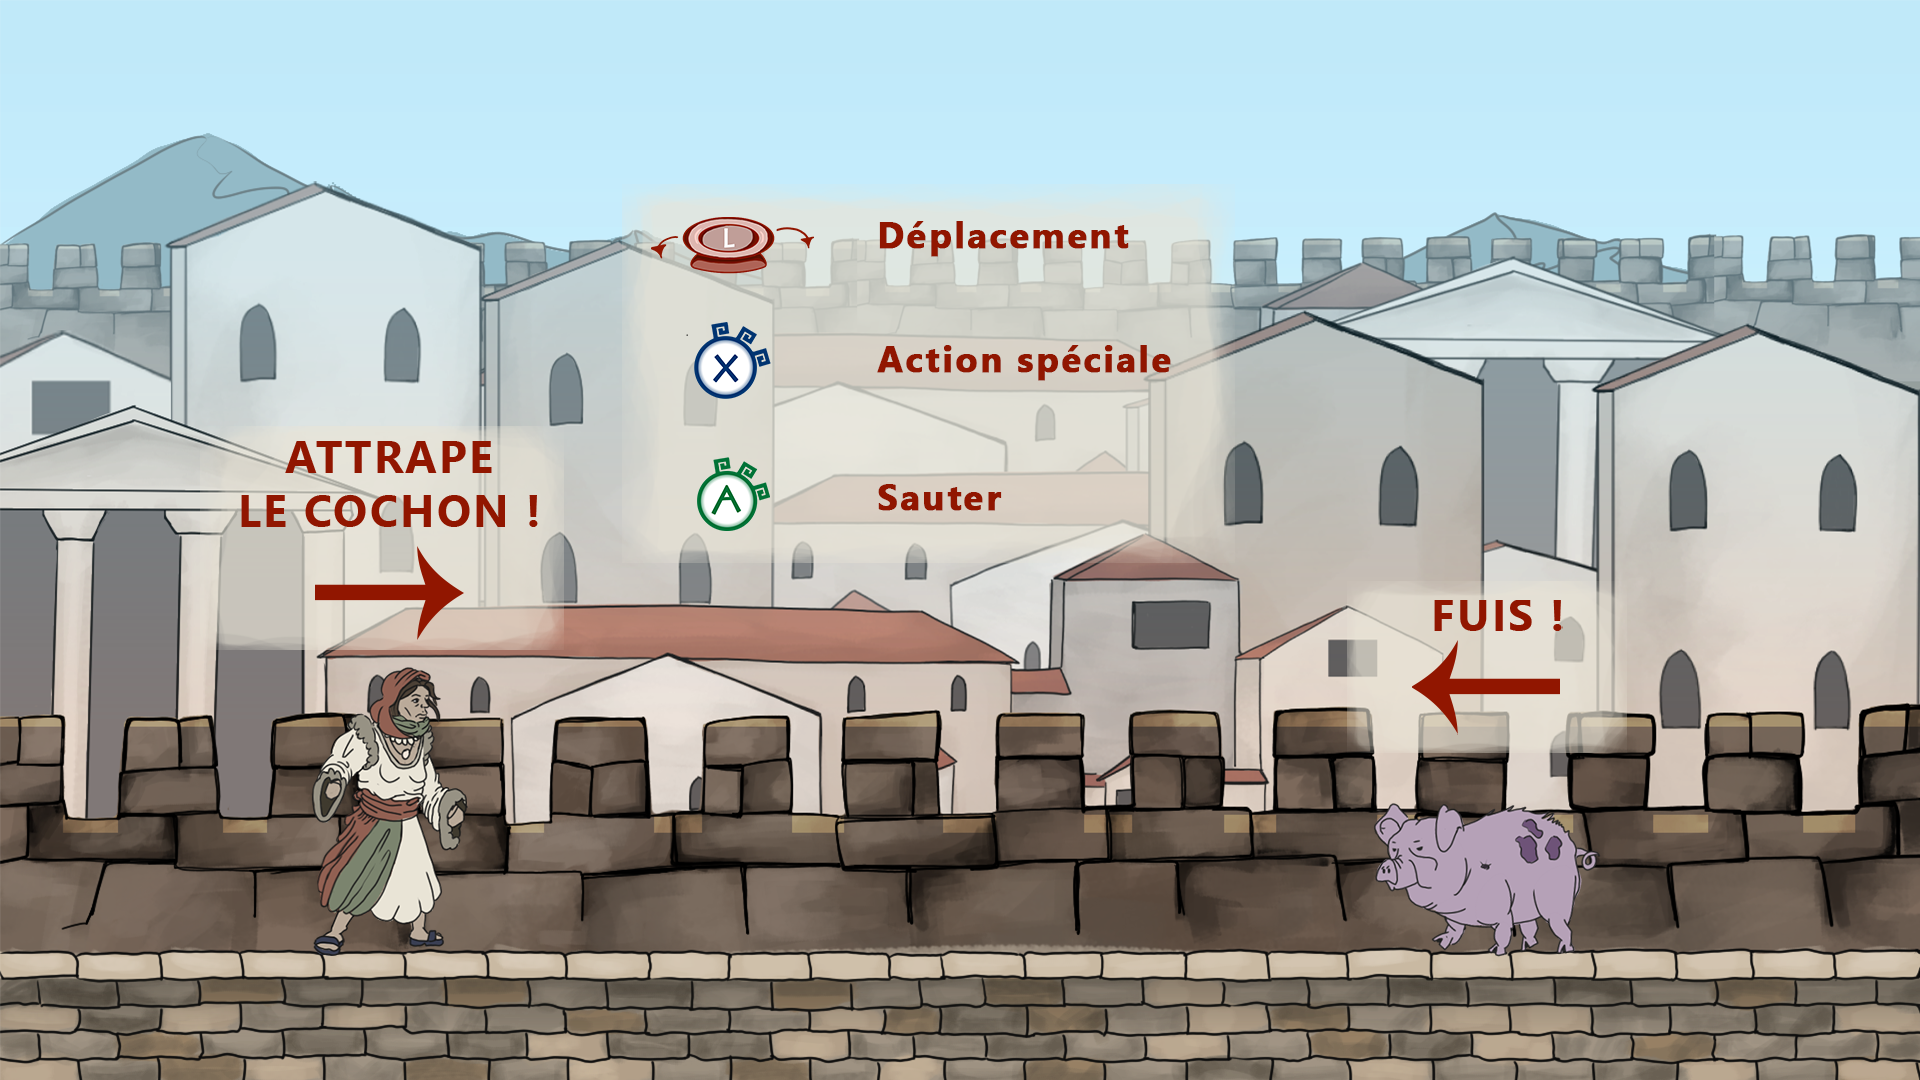 L Déplacement
X Action spéciale
A Sauter
ATTRAPE
LE COCHON !
FUIS !